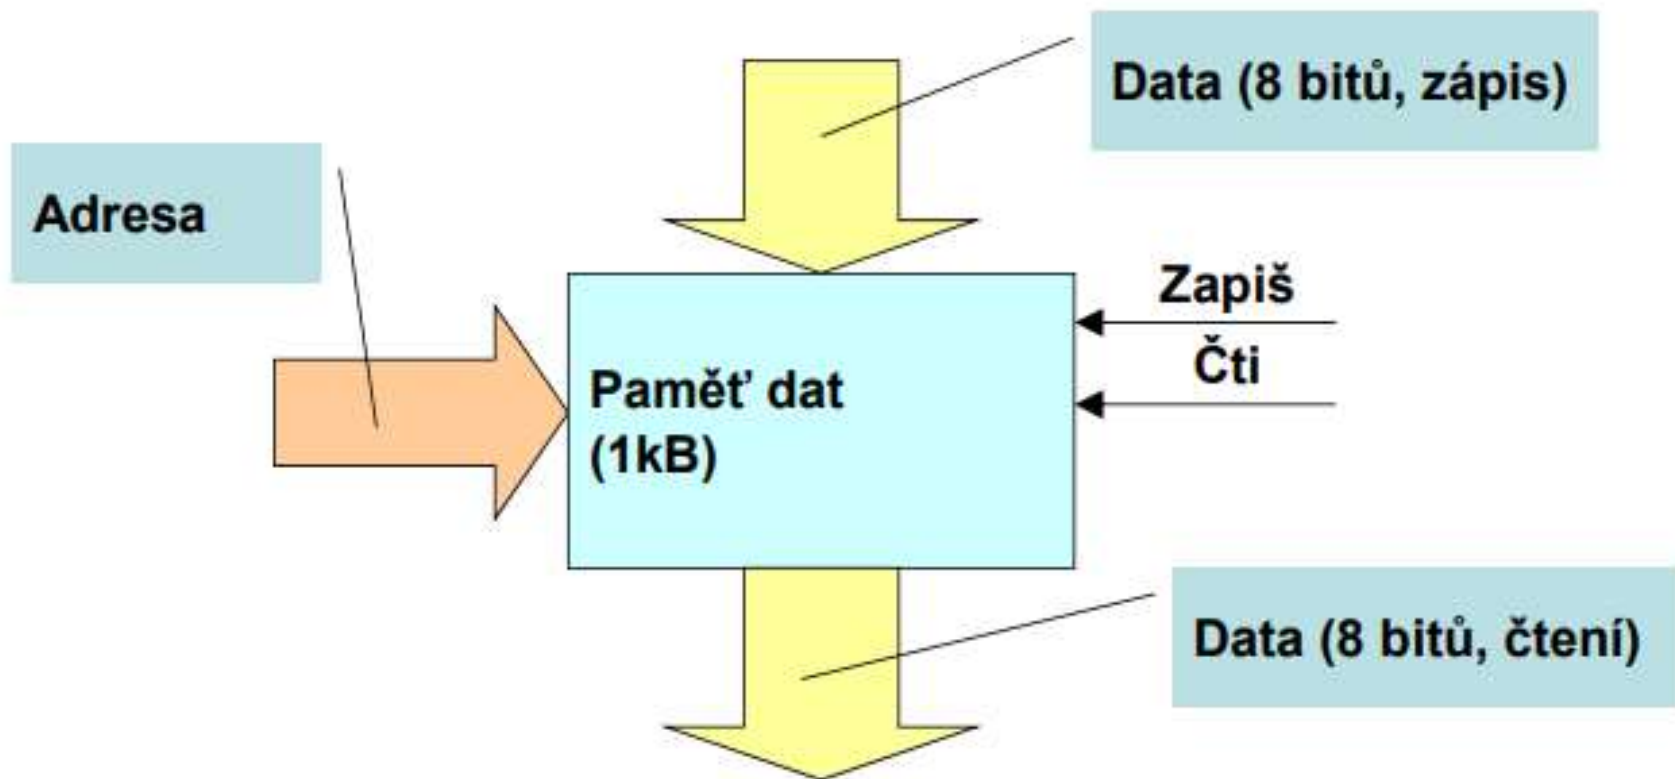 Data (8 bitů, zápis)
Adresa
Zapiš
Čti
Paměť dat
(1kB)
Data (8 bitů, čtení)